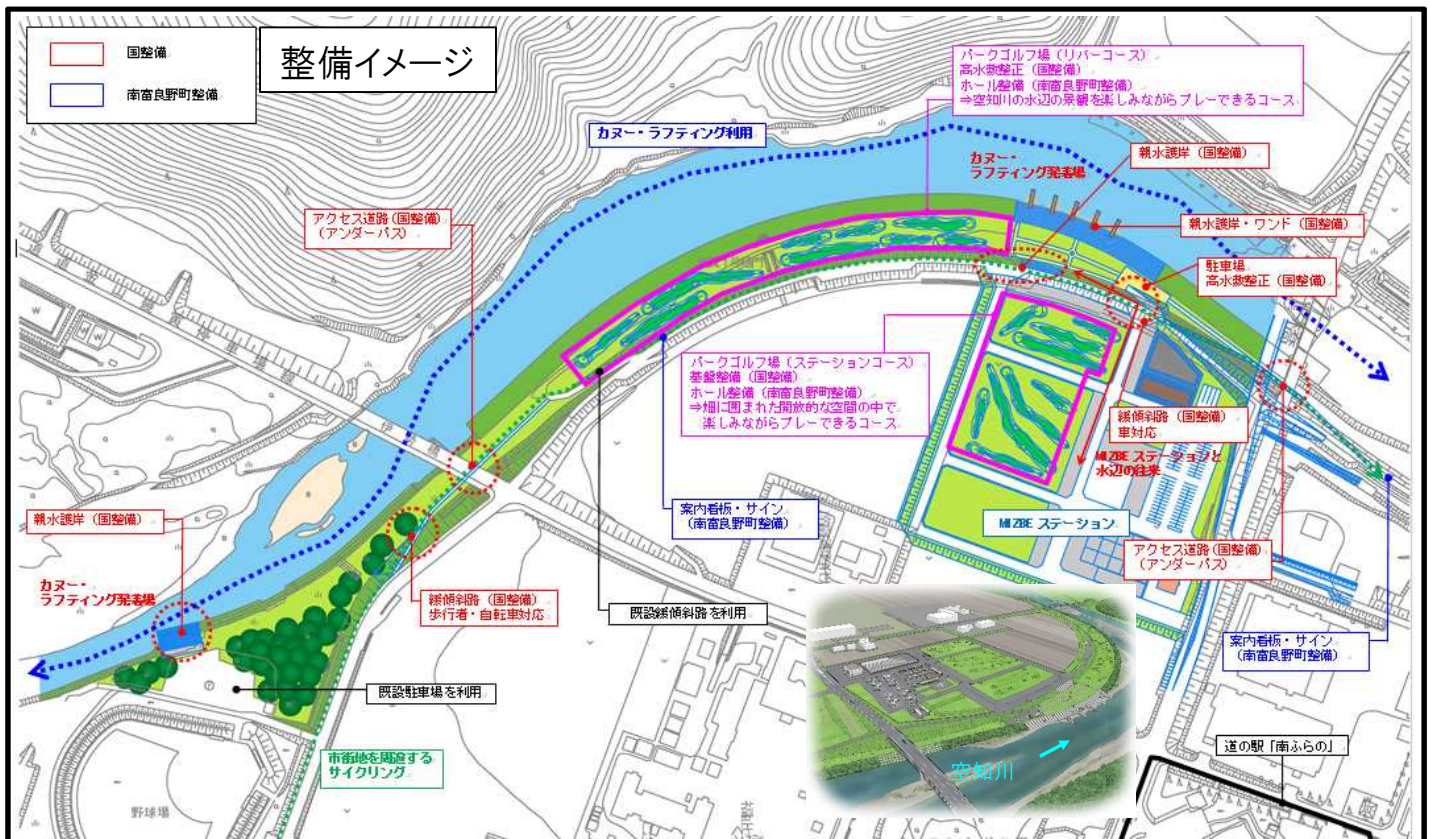 国整備
南富良野町整備
整備イメージ
パークゴルフ場（リバーコース）
高水敷整正（国整備）
ホール整備（南富良野町整備）
⇒空知川の水辺の景観を楽しみながらプレーできるコース
カヌー・ラフティング利用
カヌー・
ラフティング発着場
親水護岸（国整備）
アクセス道路（国整備）
（アンダーパス）
親水護岸・ワンド（国整備）
駐車場
高水敷整正（国整備）
パークゴルフ場（ステーションコース）
基盤整備（国整備）
ホール整備（南富良野町整備）
⇒畑に囲まれた開放的な空間の中で
楽しみながらプレーできるコース
緩傾斜路（国整備）
車対応
MIZBEステーションと
水辺の往来
案内看板・サイン
（南富良野町整備）
MIZBEステーション
親水護岸（国整備）
アクセス道路（国整備）
（アンダーパス）
カヌー・
ラフティング発着場
緩傾斜路（国整備）
歩行者・自転車対応
既設緩傾斜路を利用
案内看板・サイン
（南富良野町整備）
既設駐車場を利用
P
市街地を周遊する
サイクリング
空知川
道の駅「南ふらの」
野球場
W
W